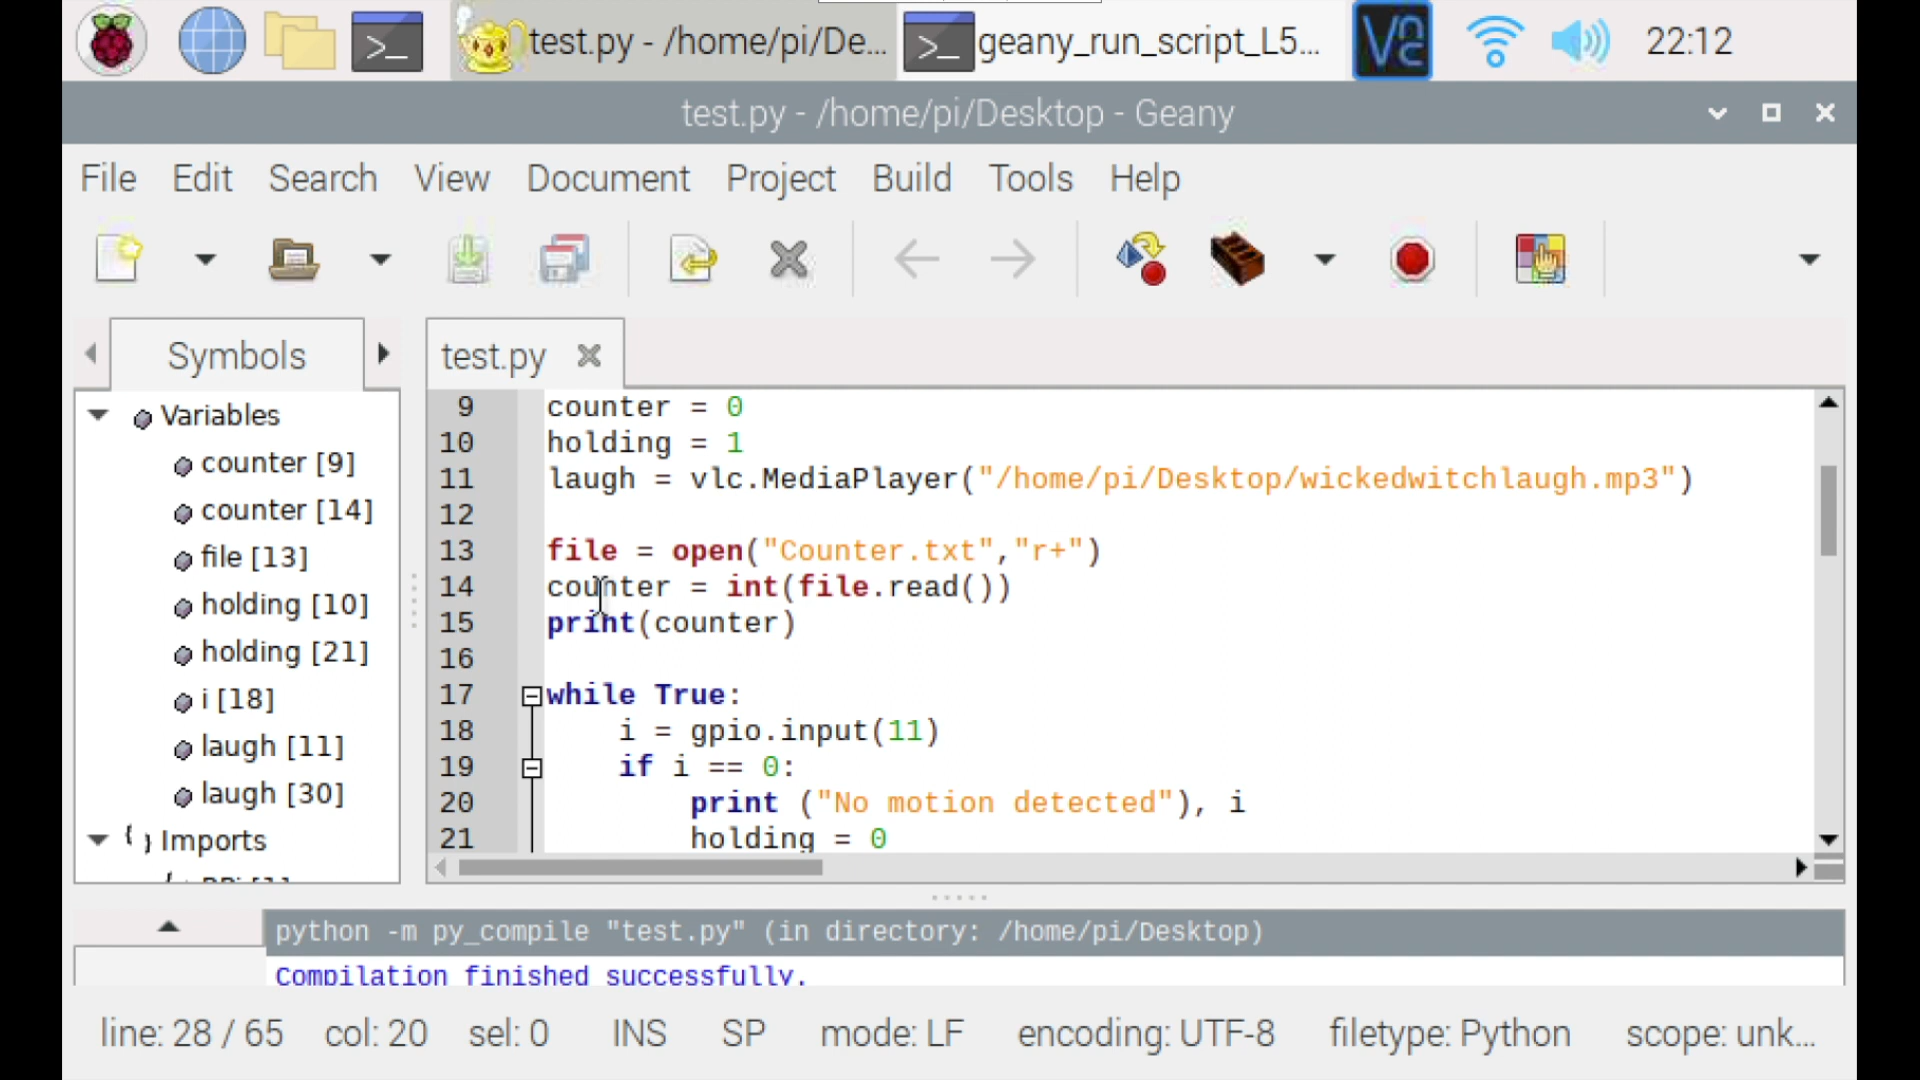 test.py - /home/pi/De...
geany_run_script_L5...
22:12
test.py - /home/pi/Desktop - Geany
File Edit Search View Document Project Build Tools Help
Symbols
Variables
counter [9]
counter [14]
file [13]
holding [10]
holding [21]
i [18]
laugh [11]
laugh [30]
Imports
test.py
9 counter = 0
10 holding = 1
11 laugh = vlc.MediaPlayer("/home/pi/Desktop/wickedwitchlaugh.mp3")
12
13 file = open("Counter.txt","r+")
14 counter = int(file.read())
15 print(counter)
16
17 while True:
18 i = gpio.input(11)
19 if i == 0:
20 print ("No motion detected"), i
21 holding = 0
python -m py_compile "test.py" (in directory: /home/pi/Desktop)
Compilation finished successfully.
line: 28 / 65 col: 20 sel: 0 INS SP mode: LF encoding: UTF-8 filetype: Python scope: unk...